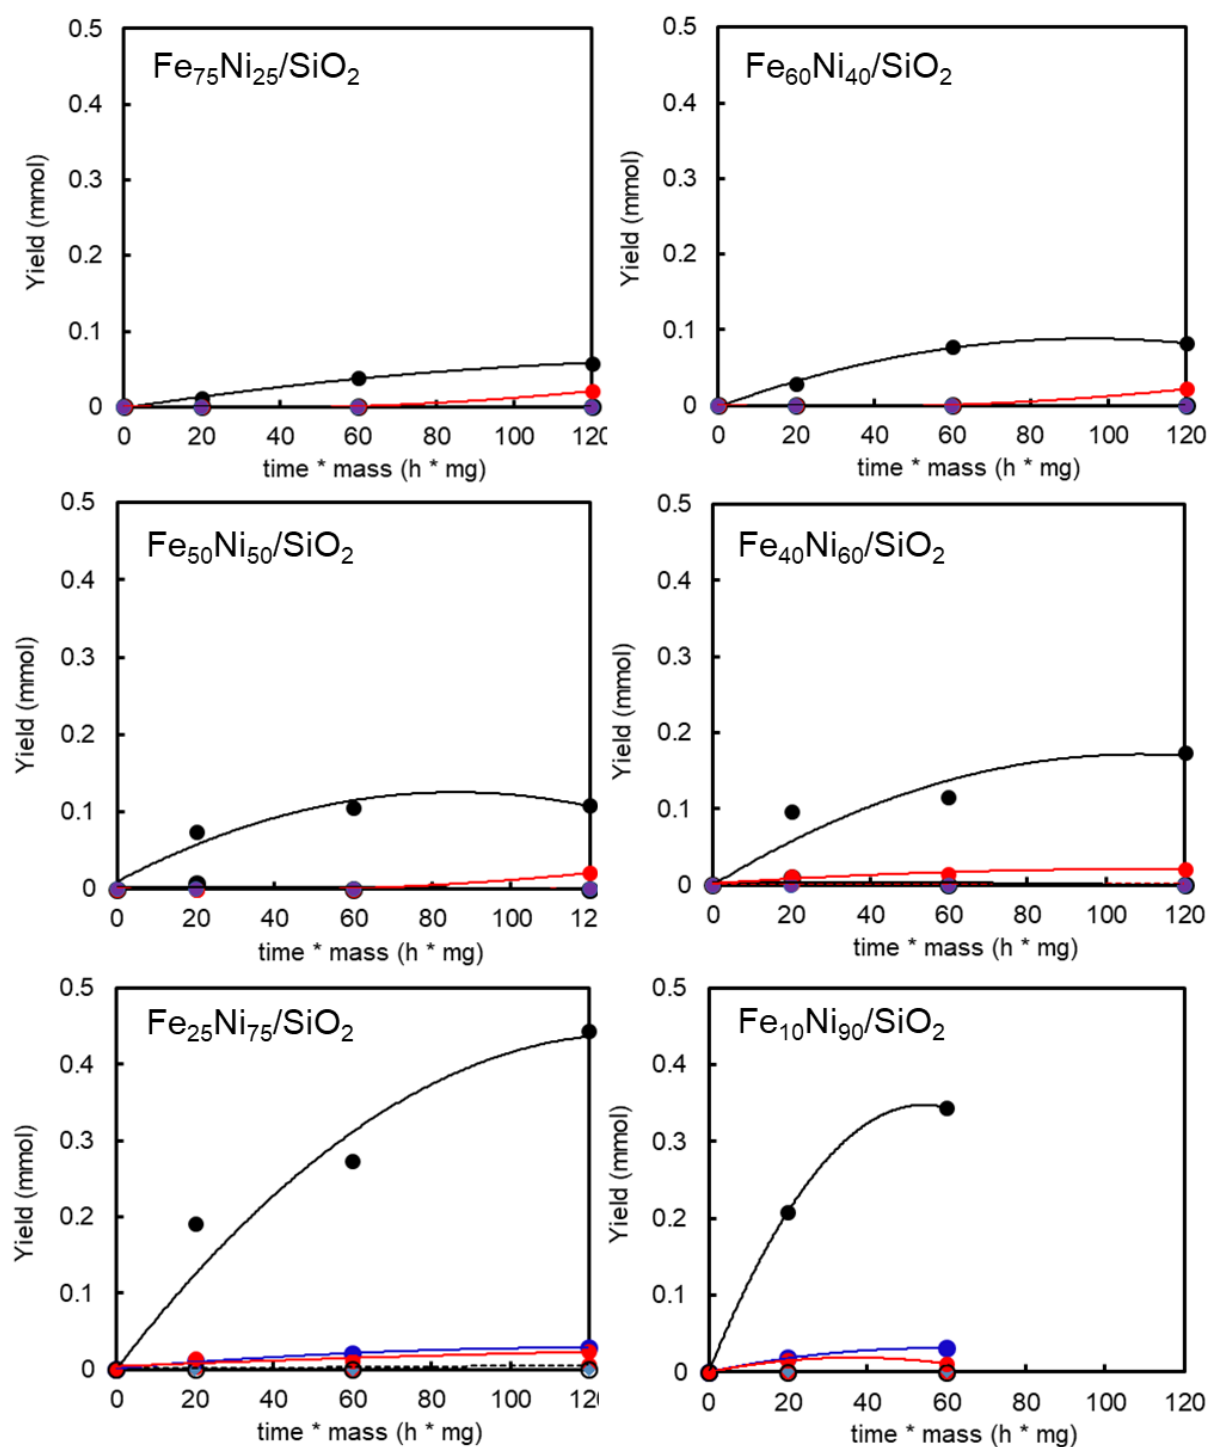 Fe₇₅Ni₂₅/SiO₂
0.5
0.4
0.3
0.2
0.1
0
Yield (mmol)
0 20 40 60 80 100 120
time * mass (h * mg)
Fe₆₀Ni₄₀/SiO₂
0.5
0.4
0.3
0.2
0.1
0
Yield (mmol)
0 20 40 60 80 100 120
time * mass (h * mg)
Fe₅₀Ni₅₀/SiO₂
0.5
0.4
0.3
0.2
0.1
0
Yield (mmol)
0 20 40 60 80 100 120
time * mass (h * mg)
Fe₄₀Ni₆₀/SiO₂
0.5
0.4
0.3
0.2
0.1
0
Yield (mmol)
0 20 40 60 80 100 120
time * mass (h * mg)
Fe₂₅Ni₇₅/SiO₂
0.5
0.4
0.3
0.2
0.1
0
Yield (mmol)
0 20 40 60 80 100 120
time * mass (h * mg)
Fe₁₀Ni₉₀/SiO₂
0.5
0.4
0.3
0.2
0.1
0
Yield (mmol)
0 20 40 60 80 100 120
time * mass (h * mg)